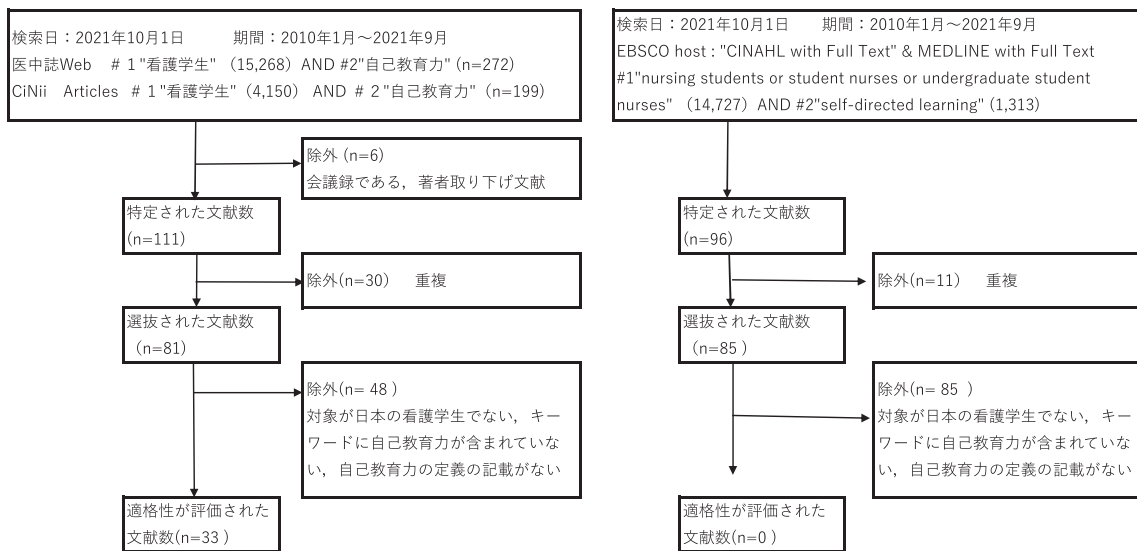 検索日：2021年10月1日　　期間：2010年1月～2021年9月
医中誌Web　＃１"看護学生"（15,268）AND #2"自己教育力" (n=272)
CiNii　Articles　＃１"看護学生"（4,150） AND ＃２"自己教育力"（n=199）
除外 (n=6)
会議録である，著者取り下げ文献
特定された文献数
(n=111)
除外(n=30)　重複
選抜された文献数
（n=81)
除外(n= 48 )
対象が日本の看護学生でない，キー
ワードに自己教育力が含まれていな
い，自己教育力の定義の記載がない
適格性が評価された
文献数(n=33 )
検索日：2021年10月1日　　期間：2010年1月～2021年9月
EBSCO host : "CINAHL with Full Text" & MEDLINE with Full Text
#1"nursing students or student nurses or undergraduate student
nurses" （14,727）AND #2"self-directed learning" (1,313)
特定された文献数
(n=96)
除外(n=11)　重複
選抜された文献数
（n=85 )
除外(n= 85 )
対象が日本の看護学生でない，キー
ワードに自己教育力が含まれていな
い，自己教育力の定義の記載がない
適格性が評価された
文献数(n=0 )